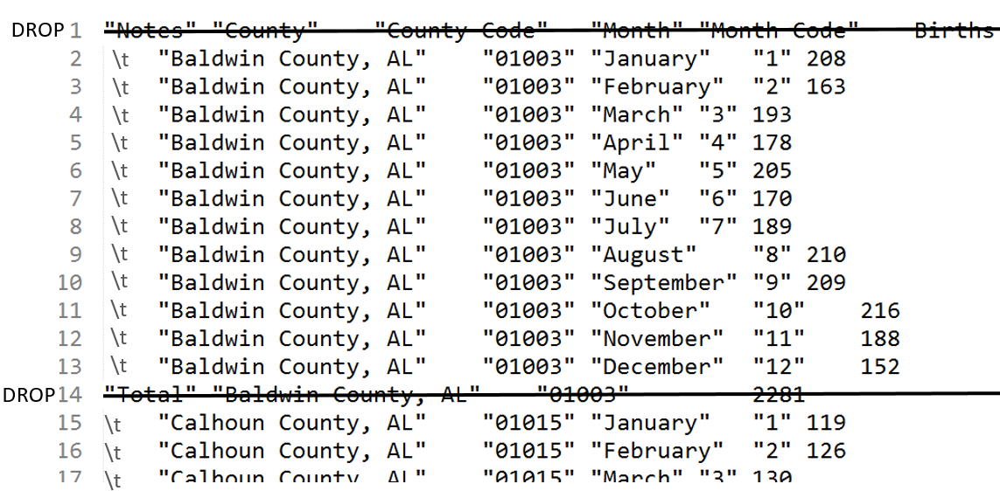 DROP 1 "Notes" "County" "County Code" "Month" "Month Code" Births
2 \t "Baldwin County, AL" "01003" "January" "1" 208
3 \t "Baldwin County, AL" "01003" "February" "2" 163
4 \t "Baldwin County, AL" "01003" "March" "3" 193
5 \t "Baldwin County, AL" "01003" "April" "4" 178
6 \t "Baldwin County, AL" "01003" "May" "5" 205
7 \t "Baldwin County, AL" "01003" "June" "6" 170
8 \t "Baldwin County, AL" "01003" "July" "7" 189
9 \t "Baldwin County, AL" "01003" "August" "8" 210
10 \t "Baldwin County, AL" "01003" "September" "9" 209
11 \t "Baldwin County, AL" "01003" "October" "10" 216
12 \t "Baldwin County, AL" "01003" "November" "11" 188
13 \t "Baldwin County, AL" "01003" "December" "12" 152
DROP 14 "Total" "Baldwin County, AL" "01003" 2281
15 \t "Calhoun County, AL" "01015" "January" "1" 119
16 \t "Calhoun County, AL" "01015" "February" "2" 126
17 \t "Calhoun County, AL" "01015" "March" "3" 130